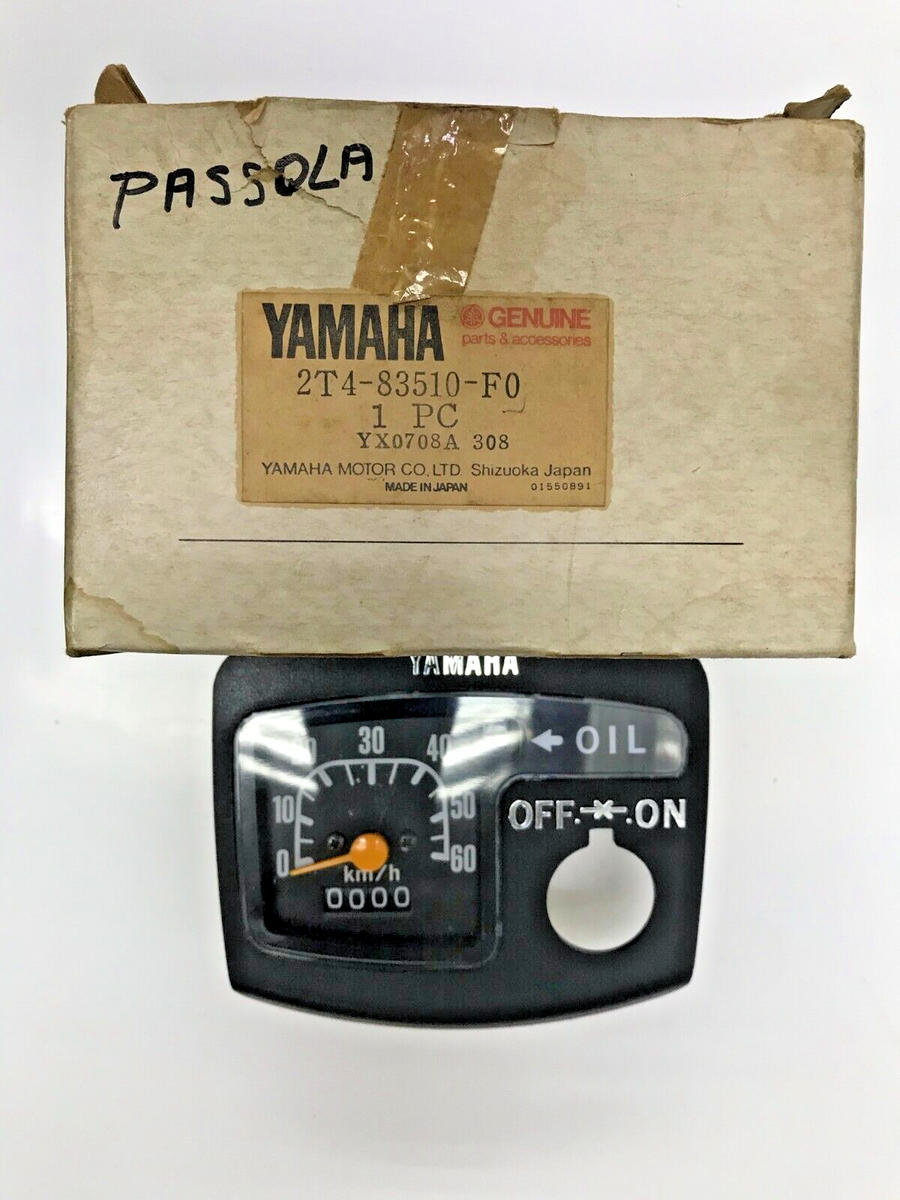 PASSOLA
YAMAHA GENUINE
parts & accessories
2T4-83510-F0
1 PC
YX0708A 308
YAMAHA MOTOR CO., LTD. Shizuoka Japan
MADE IN JAPAN 01550891
YAMAHA
30 40
OIL
10 50
OFF ON
0 60
km/h
0000